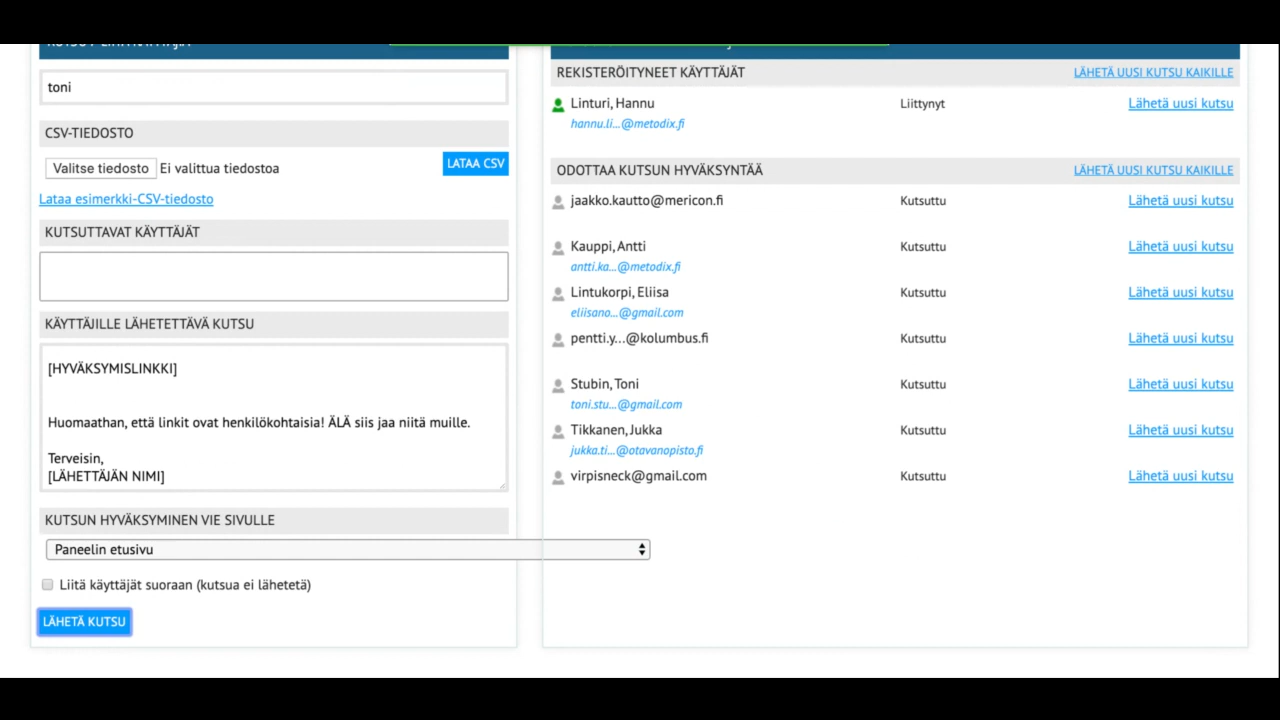 toni
CSV-TIEDOSTO
Valitse tiedosto Ei valittua tiedostoa
LATAA CSV
Lataa esimerkki-CSV-tiedosto
KUTSUTTAVAT KÄYTTÄJÄT
KÄYTTÄJILLE LÄHETETTÄVÄ KUTSU
[HYVÄKSYMISLINKKI]
Huomaathan, että linkit ovat henkilökohtaisia! ÄLÄ siis jaa niitä muille.
Terveisin,
[LÄHETTÄJÄN NIMI]
KUTSUN HYVÄKSYMINEN VIE SIVULLE
Paneelin etusivu
Liitä käyttäjät suoraan (kutsua ei lähetetä)
LÄHETÄ KUTSU
REKISTERÖITYNEET KÄYTTÄJÄT LÄHETÄ UUSI KUTSU KAIKILLE
Linturi, Hannu Liittynyt Lähetä uusi kutsu
hannu.li...@metodix.fi
ODOTTAA KUTSUN HYVÄKSYNTÄÄ LÄHETÄ UUSI KUTSU KAIKILLE
jaakko.kautto@mericon.fi Kutsuttu Lähetä uusi kutsu
Kauppi, Antti Kutsuttu Lähetä uusi kutsu
antti.ka...@metodix.fi
Lintukorpi, Eliisa Kutsuttu Lähetä uusi kutsu
eliisano...@gmail.com
pentti.y...@kolumbus.fi Kutsuttu Lähetä uusi kutsu
Stubin, Toni Kutsuttu Lähetä uusi kutsu
toni.stu...@gmail.com
Tikkanen, Jukka Kutsuttu Lähetä uusi kutsu
jukka.ti...@otavanopisto.fi
virpisneck@gmail.com Kutsuttu Lähetä uusi kutsu